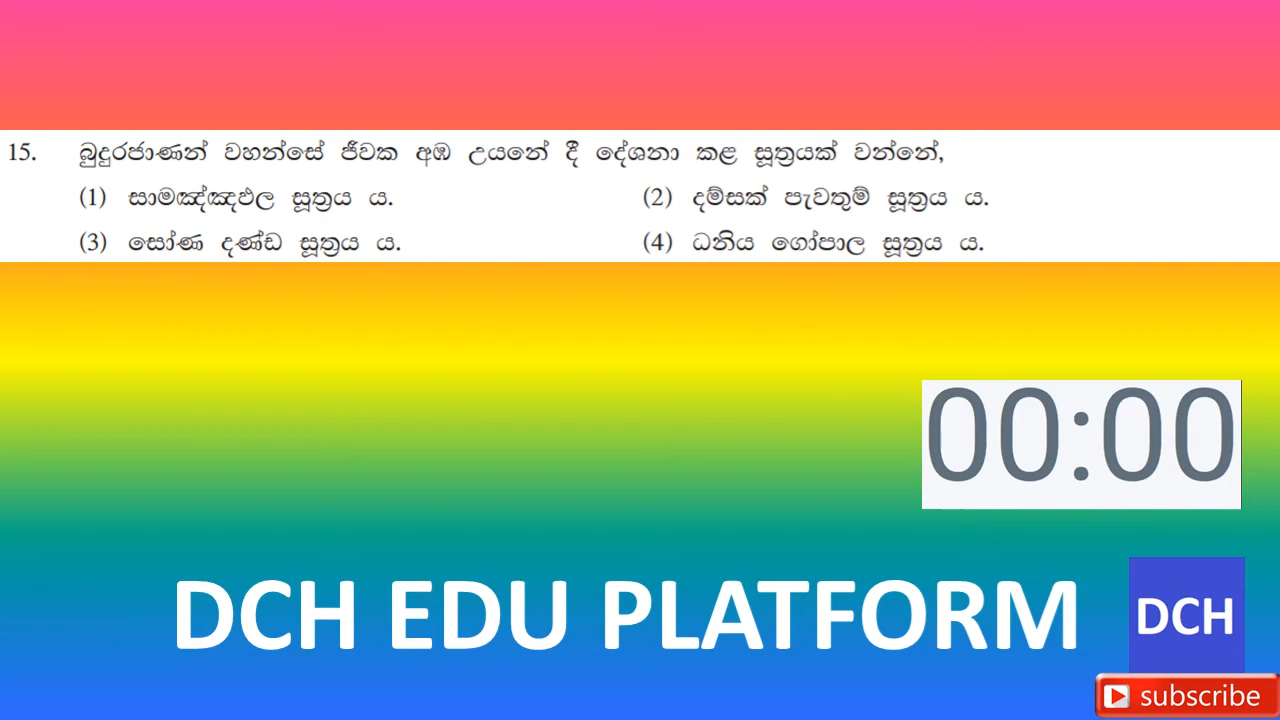 15. බුදුරජාණන් වහන්සේ ජීවක අඹ උයනේ දී දේශනා කළ සූත්‍රයක් වන්නේ,
(1) සාමඤ්ඤඵල සූත්‍රය ය. (2) දම්සක් පැවතුම් සූත්‍රය ය.
(3) සෝණ දණ්ඩ සූත්‍රය ය. (4) ධනිය ගෝපාල සූත්‍රය ය.
00:00
DCH EDU PLATFORM
DCH
subscribe